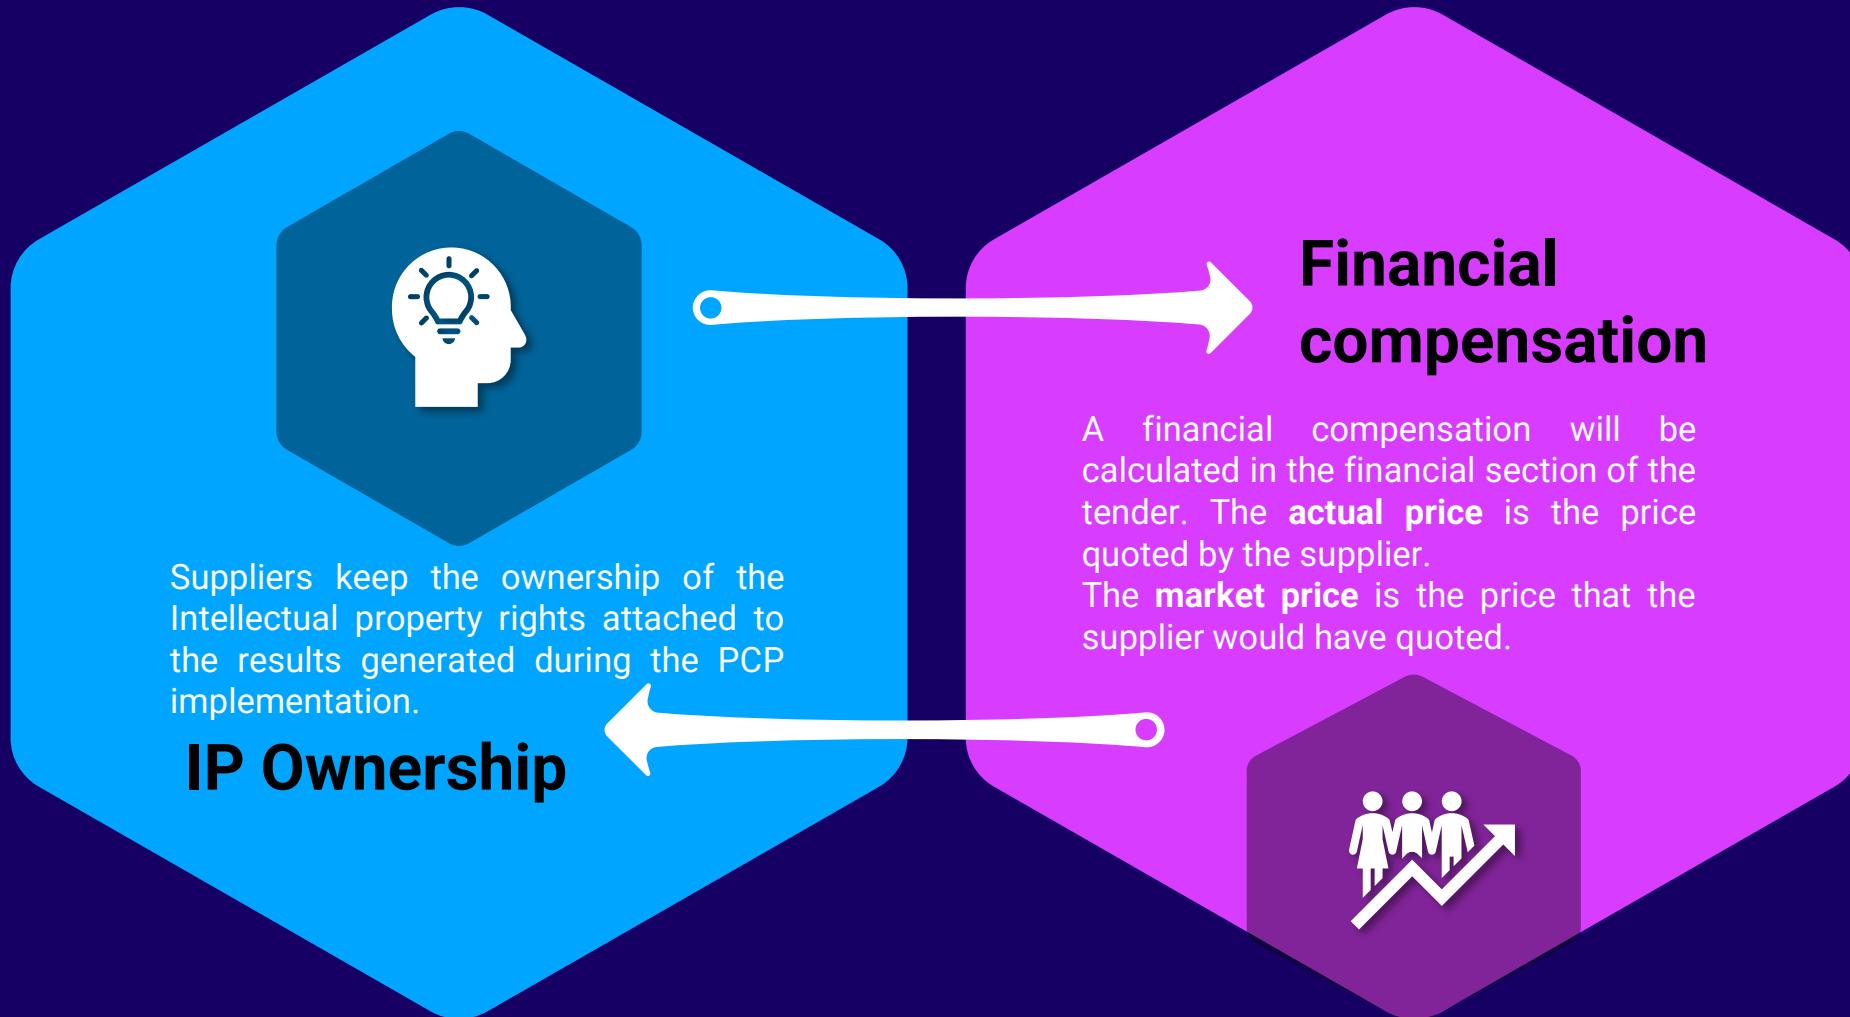 Suppliers keep the ownership of the
Intellectual property rights attached to
the results generated during the PCP
implementation.
IP Ownership
Financial
compensation
A financial compensation will be
calculated in the financial section of the
tender. The actual price is the price
quoted by the supplier.
The market price is the price that the
supplier would have quoted.